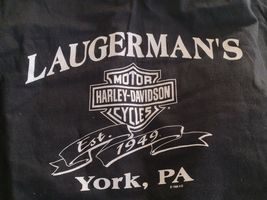 LAUGERMAN'S
MOTOR
HARLEY-DAVIDSON
CYCLES
Est. 1949
York, PA